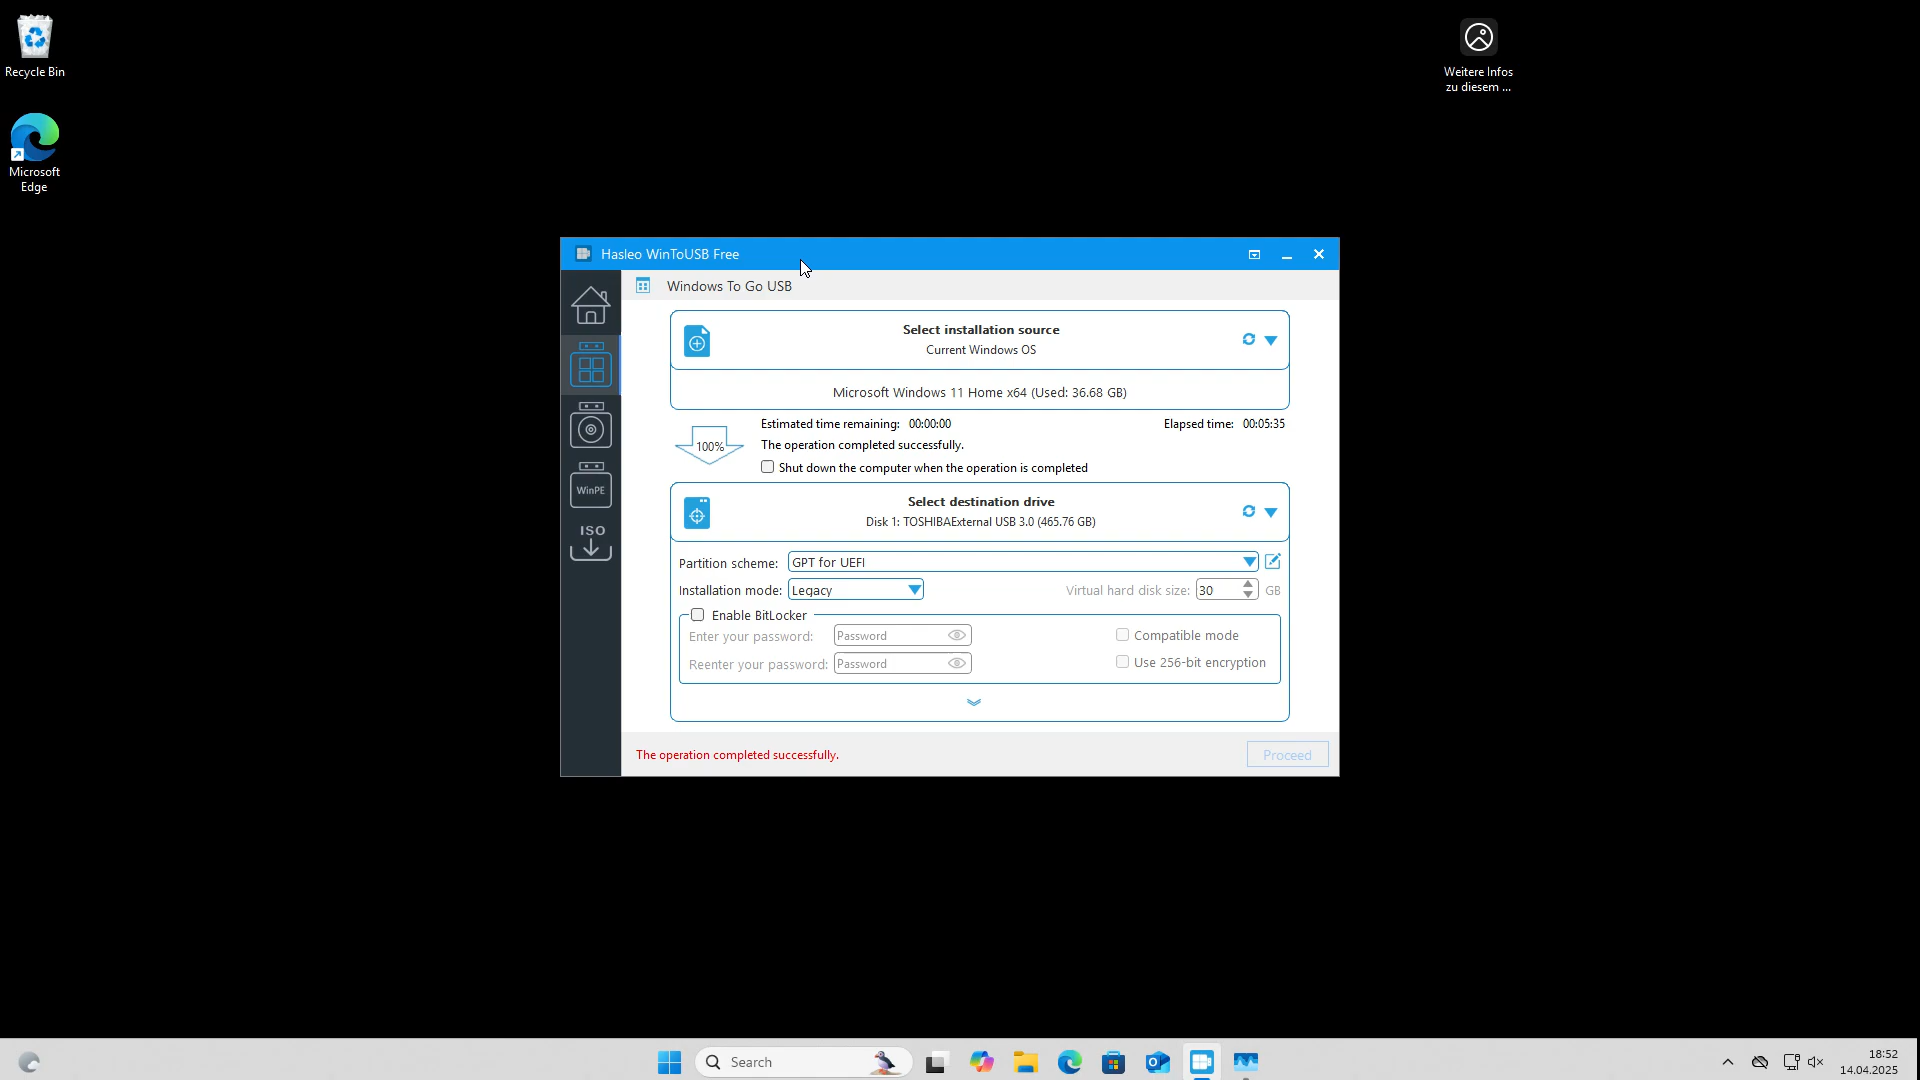 Recycle Bin
Microsoft
Edge
Weitere Infos
zu diesem ...
Hasleo WinToUSB Free
Windows To Go USB
Select installation source
Current Windows OS
Microsoft Windows 11 Home x64 (Used: 36.68 GB)
Estimated time remaining: 00:00:00 Elapsed time: 00:05:35
100%
The operation completed successfully.
Shut down the computer when the operation is completed
WinPE
ISO
Select destination drive
Disk 1: TOSHIBAExternal USB 3.0 (465.76 GB)
Partition scheme: GPT for UEFI
Installation mode: Legacy Virtual hard disk size: 30 GB
Enable BitLocker
Enter your password: Password Compatible mode
Reenter your password: Password Use 256-bit encryption
The operation completed successfully. Proceed
Search
18:52
14.04.2025